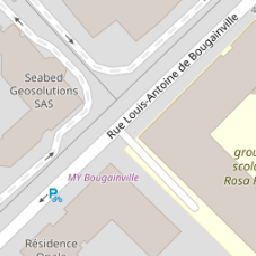 Rue Louis-Antoine de Bougainville
Seabed
Geosolutions
SAS
grou
scola
Rosa P
MY Bougainville
P
Résidence